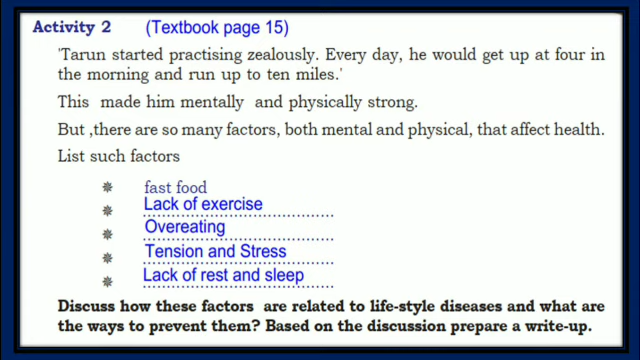 Activity 2 (Textbook page 15)
'Tarun started practising zealously. Every day, he would get up at four in
the morning and run up to ten miles.'
This made him mentally and physically strong.
But ,there are so many factors, both mental and physical, that affect health.
List such factors
fast food
Lack of exercise
Overeating
Tension and Stress
Lack of rest and sleep
Discuss how these factors are related to life-style diseases and what are
the ways to prevent them? Based on the discussion prepare a write-up.